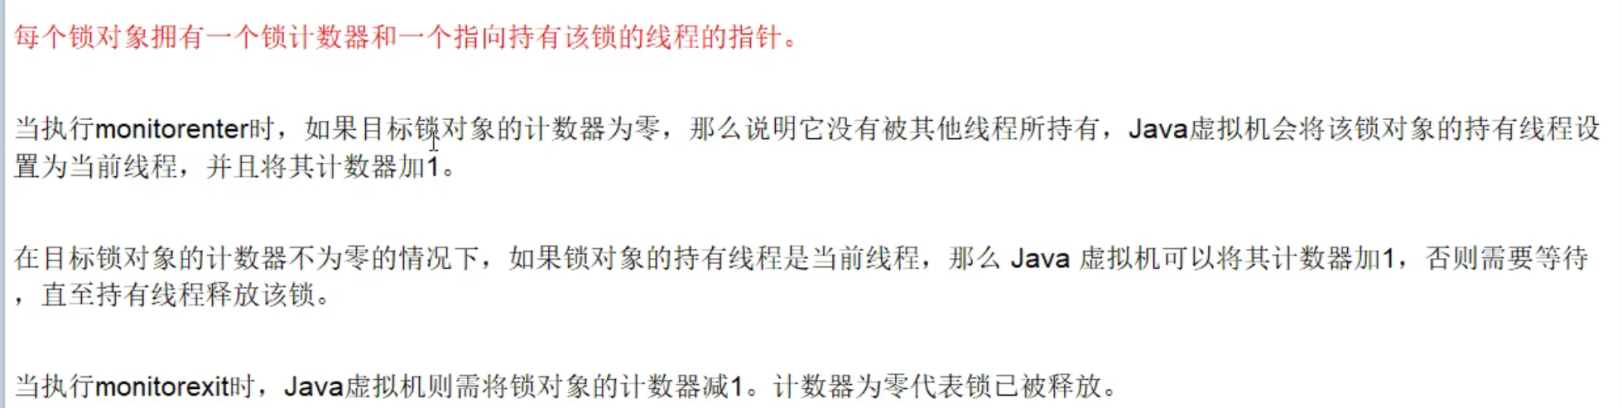 每个锁对象拥有一个锁计数器和一个指向持有该锁的线程的指针。
当执行monitorenter时，如果目标锁对象的计数器为零，那么说明它没有被其他线程所持有，Java虚拟机会将该锁对象的持有线程设
置为当前线程，并且将其计数器加1。
在目标锁对象的计数器不为零的情况下，如果锁对象的持有线程是当前线程，那么 Java 虚拟机可以将其计数器加1，否则需要等待
，直至持有线程释放该锁。
当执行monitorexit时，Java虚拟机则需将锁对象的计数器减1。计数器为零代表锁已被释放。